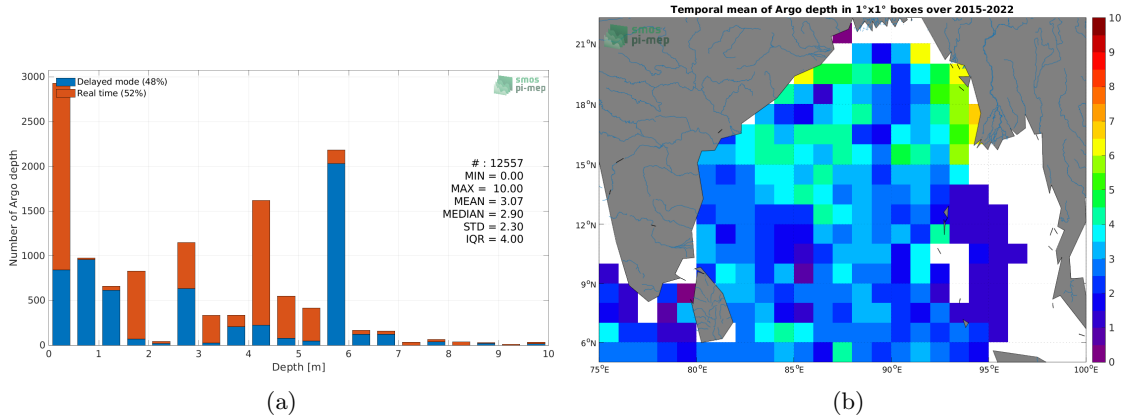 Temporal mean of Argo depth in 1°x1° boxes over 2015-2022
Delayed mode (48%)
Real time (52%)
smos
pi-mep
# : 12557
MIN = 0.00
MAX = 10.00
MEAN = 3.07
MEDIAN = 2.90
STD = 2.30
IQR = 4.00
Number of Argo depth
3000
2500
2000
1500
1000
500
0
0 1 2 3 4 5 6 7 8 9 10
Depth [m]
(a)
smos
pi-mep
21°N
18°N
15°N
12°N
9°N
6°N
75°E 80°E 85°E 90°E 95°E 100°E
10
9
8
7
6
5
4
3
2
1
0
(b)